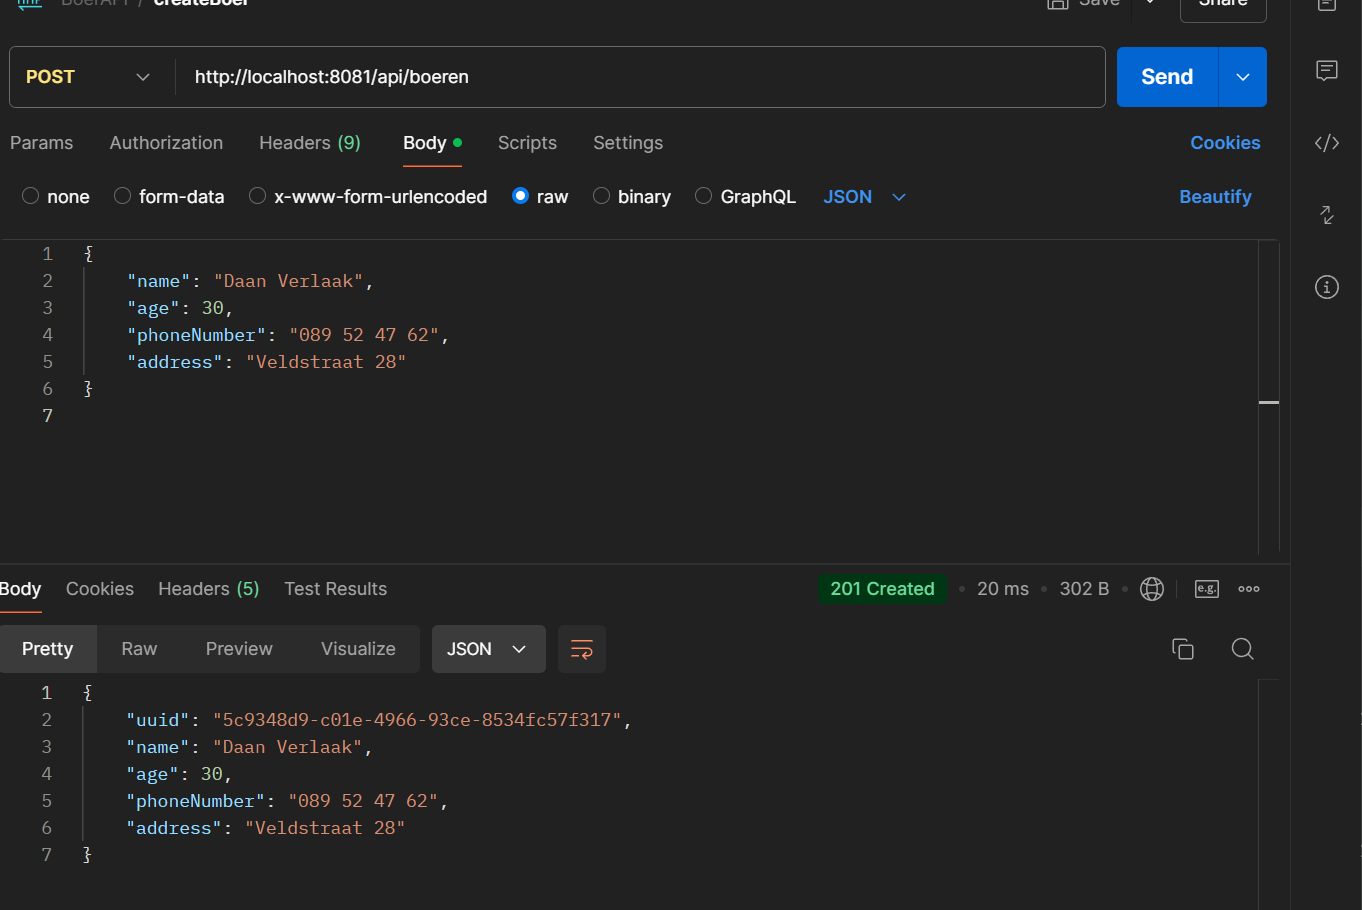 BoerAPI / createBoer Save Share
POST http://localhost:8081/api/boeren Send
Params Authorization Headers (9) Body Scripts Settings Cookies
none form-data x-www-form-urlencoded raw binary GraphQL JSON Beautify
1 {
2 "name": "Daan Verlaak",
3 "age": 30,
4 "phoneNumber": "089 52 47 62",
5 "address": "Veldstraat 28"
6 }
7
Body Cookies Headers (5) Test Results 201 Created • 20 ms • 302 B • e.g.
Pretty Raw Preview Visualize JSON
1 {
2 "uuid": "5c9348d9-c01e-4966-93ce-8534fc57f317",
3 "name": "Daan Verlaak",
4 "age": 30,
5 "phoneNumber": "089 52 47 62",
6 "address": "Veldstraat 28"
7 }